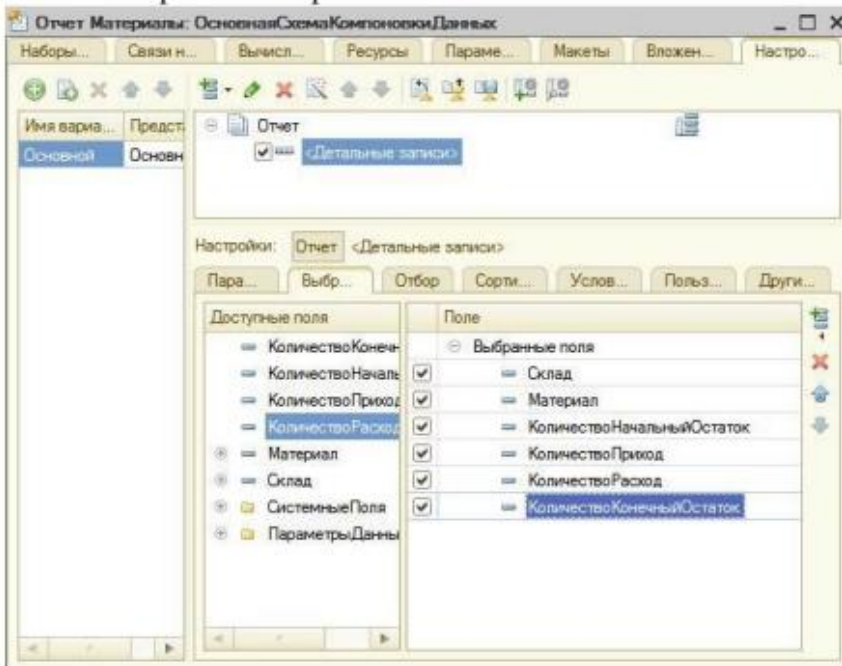 Отчет Материалы: ОсновнаяСхемаКомпоновкиДанных
Наборы... Связи н... Вычисл... Ресурсы Параме... Макеты Вложен... Настро...
Имя вариа... Предст
Основной Основн
Отчет
<Детальные записи>
Настройки: Отчет <Детальные записи>
Пара... Выбр... Отбор Сорти... Услов... Польз... Други...
Доступные поля
КоличествоКонечн
КоличествоНачаль
КоличествоПриход
КоличествоРасход
Материал
Склад
СистемныеПоля
ПараметрыДанны
Поле
Выбранные поля
Склад
Материал
КоличествоНачальныйОстаток
КоличествоПриход
КоличествоРасход
КоличествоКонечныйОстаток